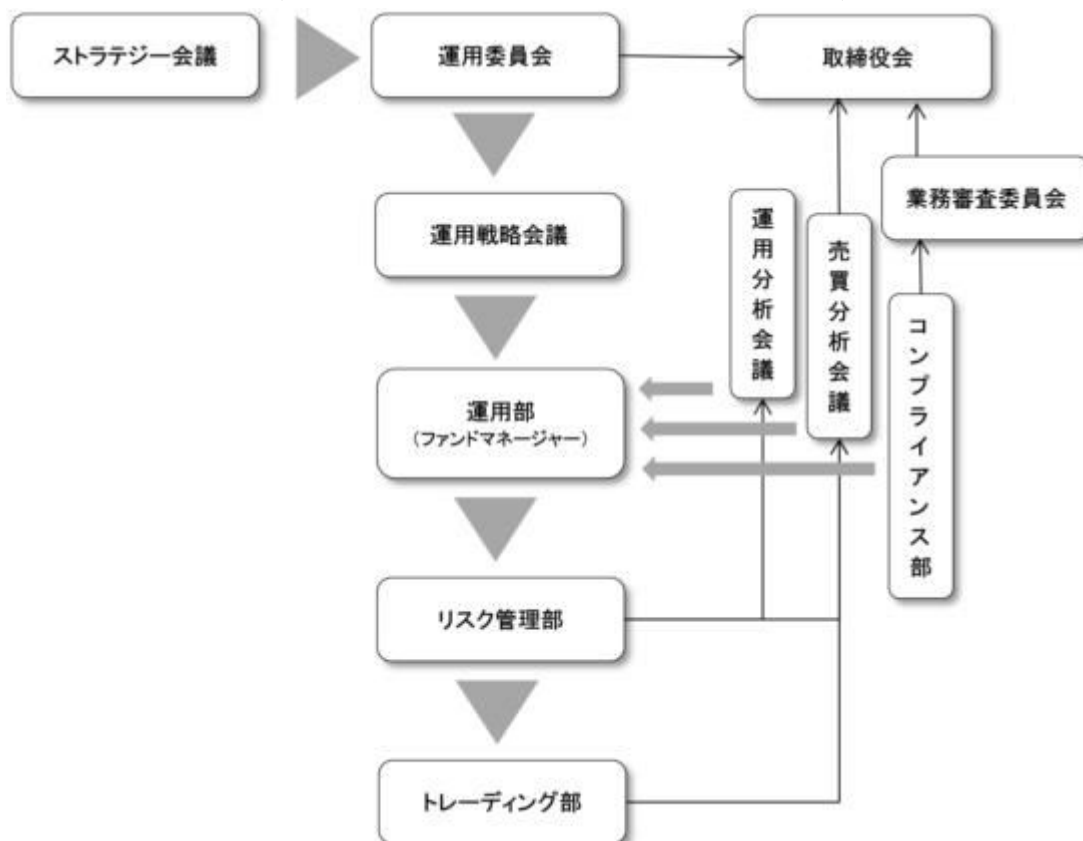 ストラテジー会議
運用委員会
取締役会
業務審査委員会
運用戦略会議
運用分析会議
売買分析会議
コンプライアンス部
運用部
(ファンドマネージャー)
リスク管理部
トレーディング部